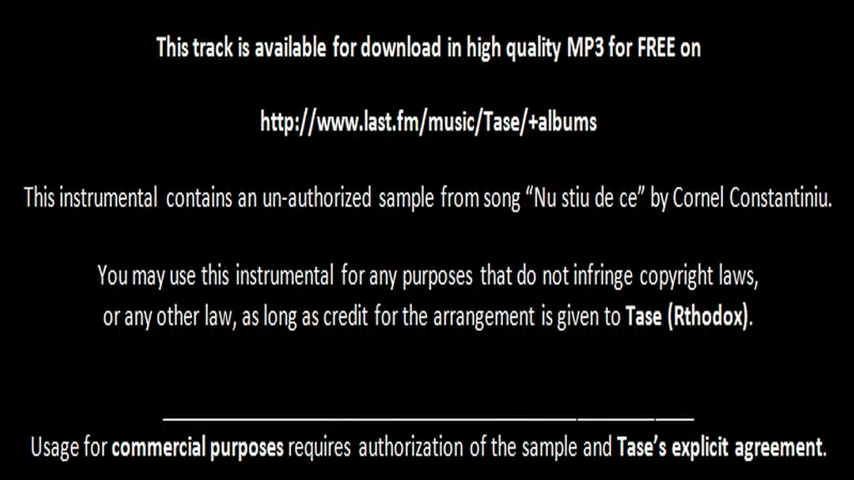 This track is available for download in high quality MP3 for FREE on
http://www.last.fm/music/Tase/+albums
This instrumental contains an un-authorized sample from song “Nu stiu de ce” by Cornel Constantiniu.
You may use this instrumental for any purposes that do not infringe copyright laws,
or any other law, as long as credit for the arrangement is given to Tase (Rthodox).
Usage for commercial purposes requires authorization of the sample and Tase’s explicit agreement.